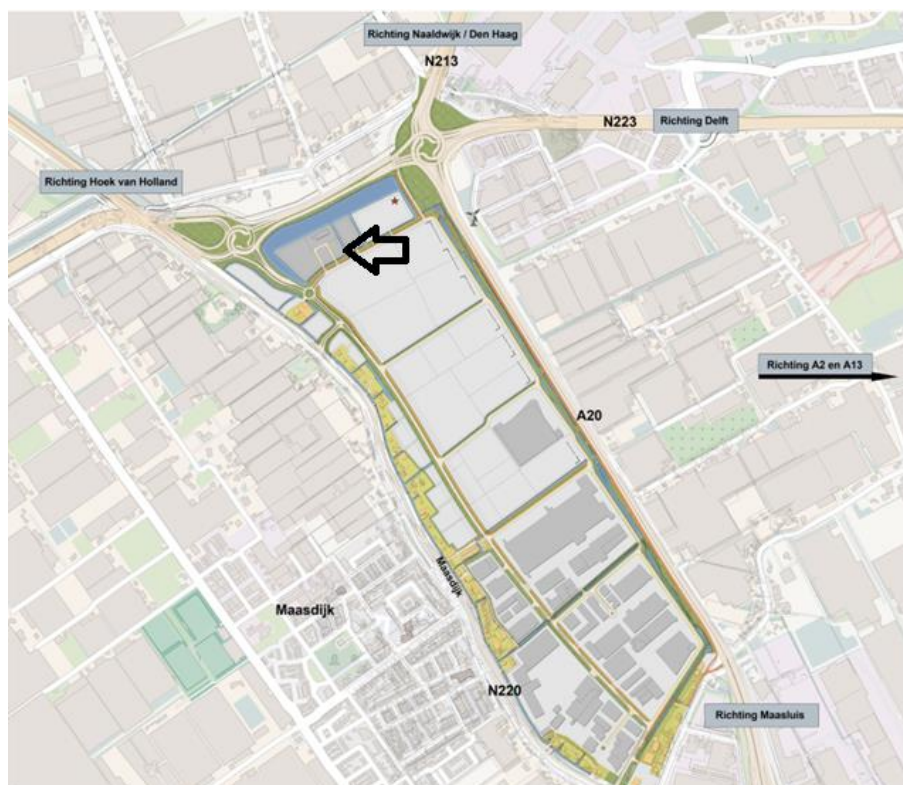 Richting Naaldwijk / Den Haag
N213
N223
Richting Delft
Richting Hoek van Holland
Richting A2 en A13
A20
Maasdijk
Maasdijk
N220
Richting Maasluis